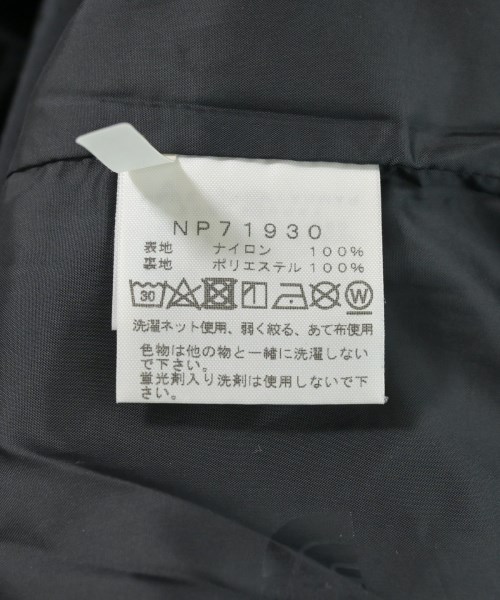 NP71930
表地 ナイロン 100%
裏地 ポリエステル 100%
30 W
洗濯ネット使用、弱く絞る、あて布使用
色物は他の物と一緒に洗濯しない
で下さい。
蛍光剤入り洗剤は使用しないで下
さい。